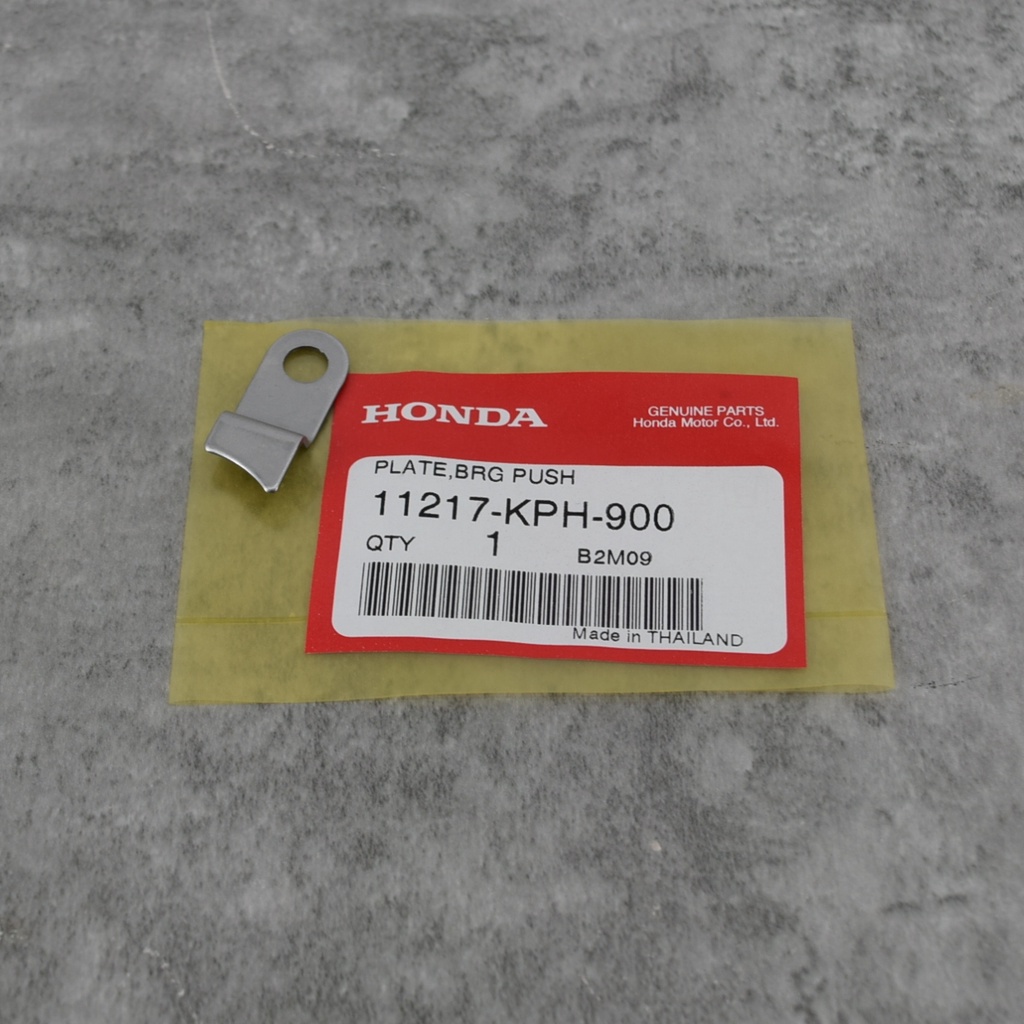 HONDA
GENUINE PARTS
Honda Motor Co., Ltd.
PLATE,BRG PUSH
11217-KPH-900
QTY 1 B2M09
Made in THAILAND